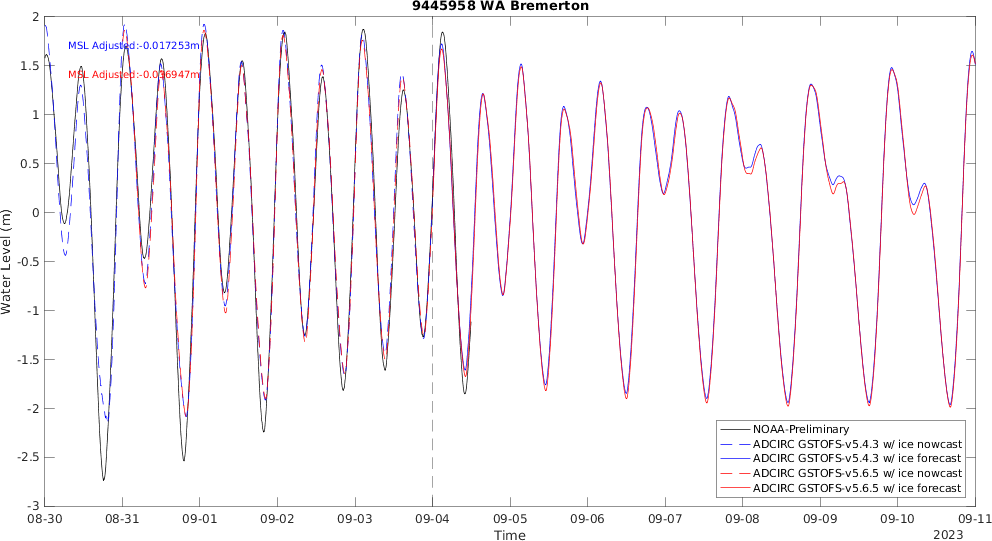 9445958 WA Bremerton
MSL Adjusted:-0.017253m
MSL Adjusted:-0.036947m
Water Level (m)
2
1.5
1
0.5
0
-0.5
-1
-1.5
-2
-2.5
-3
NOAA-Preliminary
ADCIRC GSTOFS-v5.4.3 w/ ice nowcast
ADCIRC GSTOFS-v5.4.3 w/ ice forecast
ADCIRC GSTOFS-v5.6.5 w/ ice nowcast
ADCIRC GSTOFS-v5.6.5 w/ ice forecast
08-30 08-31 09-01 09-02 09-03 09-04 09-05 09-06 09-07 09-08 09-09 09-10 09-11
Time
2023